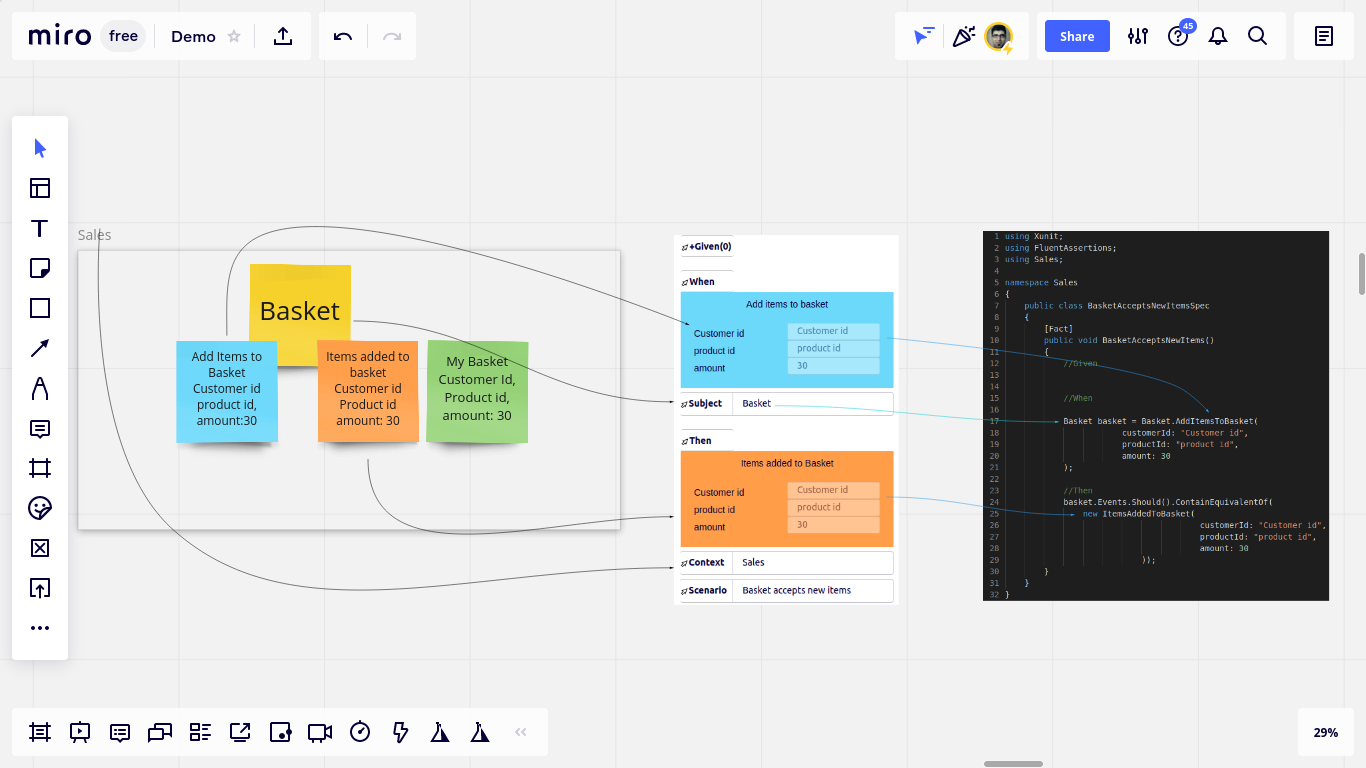 miro free Demo
Share
45
Sales
Basket
Add Items to
Basket
Customer id
product id,
amount:30
Items added to
basket
Customer id
Product id
amount: 30
My Basket
Customer Id,
Product id,
amount: 30
+Given(0)
When
Add items to basket
Customer id Customer id
product id product id
amount 30
Subject Basket
Then
Items added to Basket
Customer id Customer id
product id product id
amount 30
Context Sales
Scenario Basket accepts new items
1 using Xunit;
2 using FluentAssertions;
3 using Sales;
4
5 namespace Sales
6 {
7 public class BasketAcceptsNewItemsSpec
8 {
9 [Fact]
10 public void BasketAcceptsNewItems()
11 {
12 //Given
13
14
15 //When
16
17 Basket basket = Basket.AddItemsToBasket(
18 customerId: "Customer id",
19 productId: "product id",
20 amount: 30
21 );
22
23 //Then
24 basket.Events.Should().ContainEquivalentOf(
25 new ItemsAddedToBasket(
26 customerId: "Customer id",
27 productId: "product id",
28 amount: 30
29 ));
30 }
31 }
32 }
29%